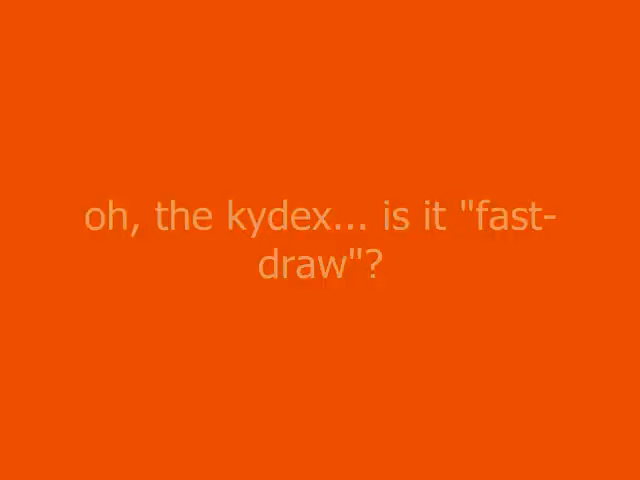 oh, the kydex... is it "fast-
draw"?